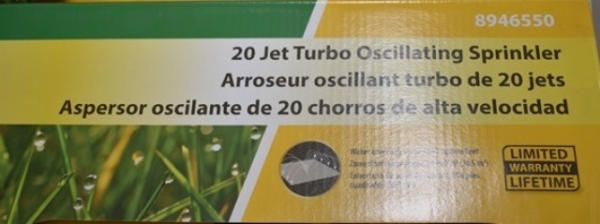 8946550
20 Jet Turbo Oscillating Sprinkler
Arroseur oscillant turbo de 20 jets
Aspersor oscilante de 20 chorros de alta velocidad
LIMITED
WARRANTY
LIFETIME